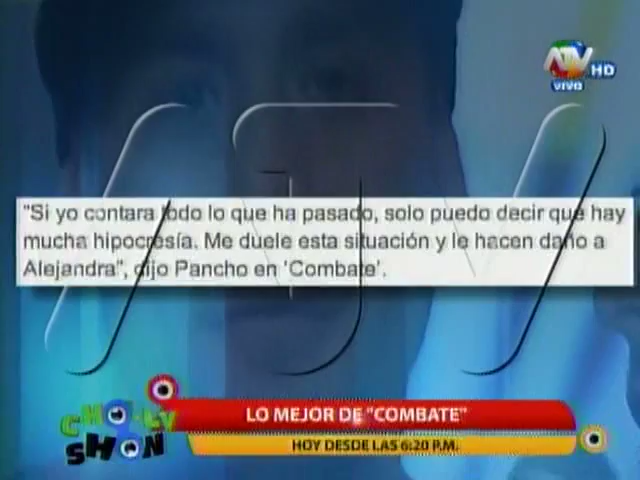 ATV HD
VIVO
"Si yo contara todo lo que ha pasado, solo puedo decir que hay
mucha hipocresía. Me duele esta situación y le hacen daño a
Alejandra", dijo Pancho en 'Combate'.
LO MEJOR DE "COMBATE"
HOY DESDE LAS 6:20 P.M.
CHOLLY
SHOW